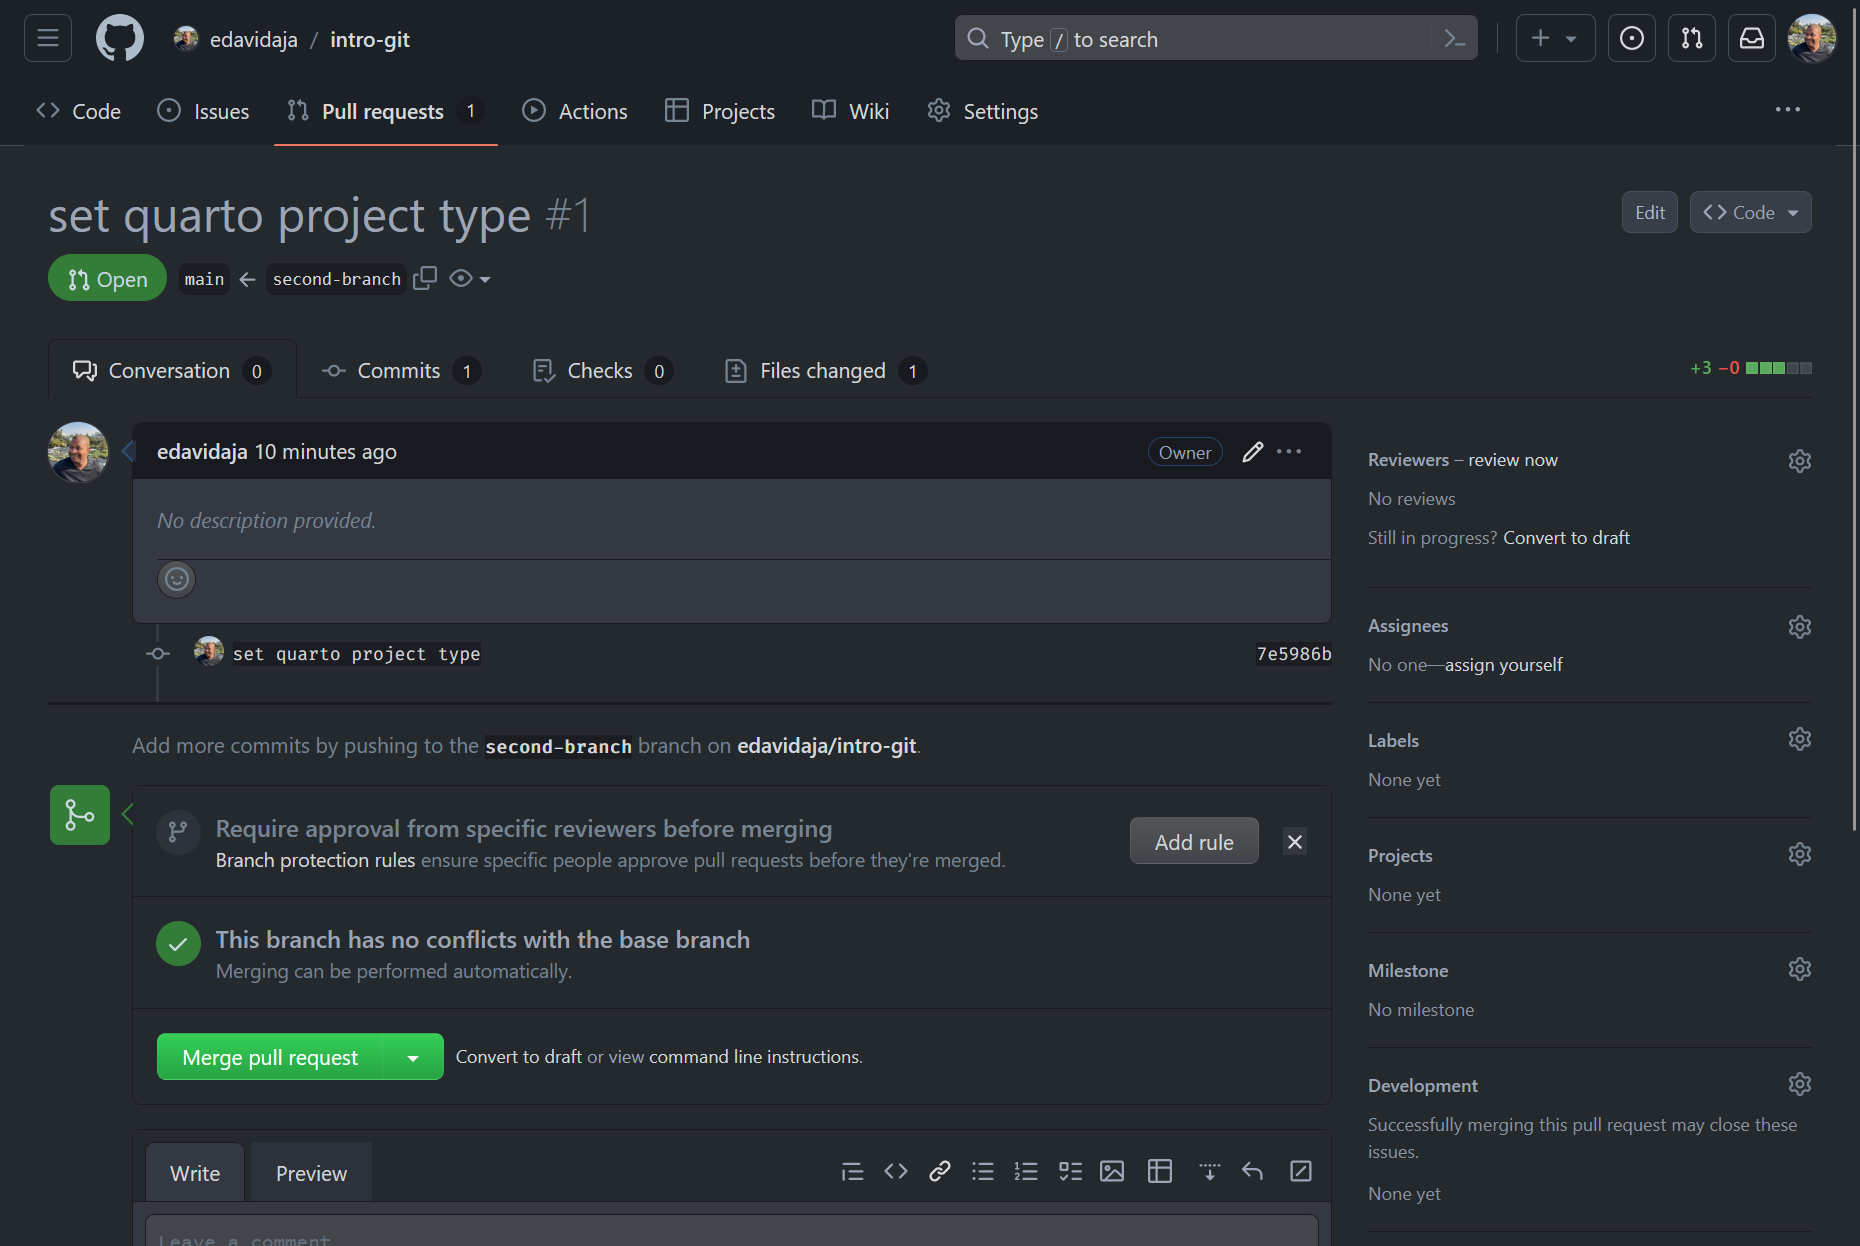 edavidaja / intro-git
Type / to search
Code
Issues
Pull requests 1
Actions
Projects
Wiki
Settings
set quarto project type #1
Edit
Code
Open
main ← second-branch
Conversation 0
Commits 1
Checks 0
Files changed 1
+3 −0
edavidaja 10 minutes ago
Owner
No description provided.
set quarto project type
7e5986b
Add more commits by pushing to the second-branch branch on edavidaja/intro-git.
Require approval from specific reviewers before merging
Branch protection rules ensure specific people approve pull requests before they're merged.
Add rule
This branch has no conflicts with the base branch
Merging can be performed automatically.
Merge pull request
Convert to draft or view command line instructions.
Write
Preview
Leave a comment
Reviewers – review now
No reviews
Still in progress? Convert to draft
Assignees
No one—assign yourself
Labels
None yet
Projects
None yet
Milestone
No milestone
Development
Successfully merging this pull request may close these
issues.
None yet